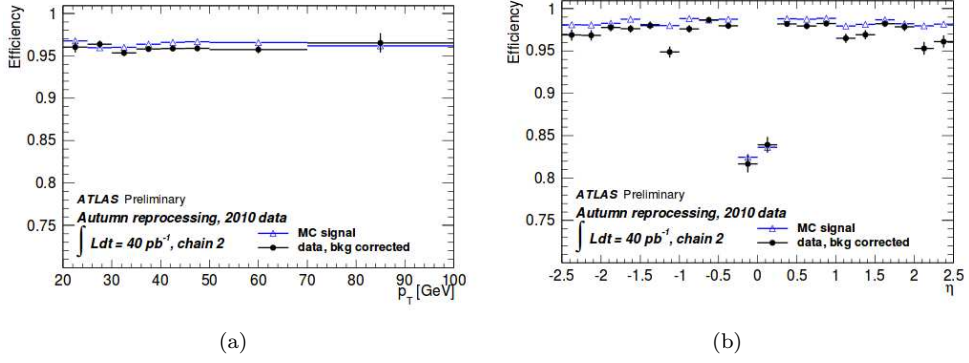 Efficiency
1
0.95
0.9
0.85
0.8
0.75
ATLAS Preliminary
Autumn reprocessing, 2010 data
∫ Ldt = 40 pb⁻¹, chain 2
MC signal
data, bkg corrected
20 30 40 50 60 70 80 90 100
p_T [GeV]
(a)
Efficiency
1
0.95
0.9
0.85
0.8
0.75
ATLAS Preliminary
Autumn reprocessing, 2010 data
∫ Ldt = 40 pb⁻¹, chain 2
MC signal
data, bkg corrected
-2.5 -2 -1.5 -1 -0.5 0 0.5 1 1.5 2 2.5
η
(b)